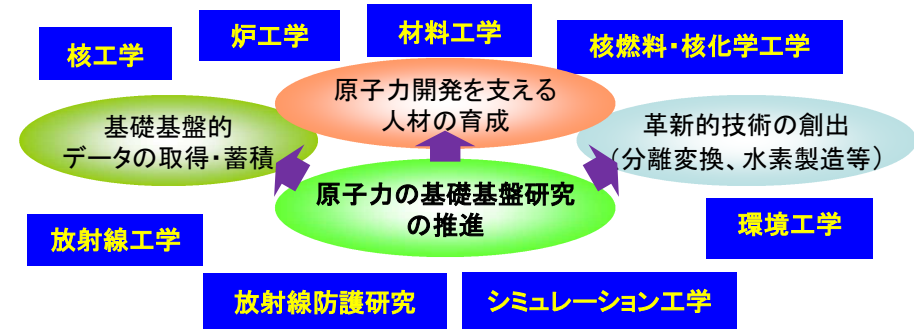 核工学
炉工学
材料工学
核燃料・核化学工学
原子力開発を支える
人材の育成
基礎基盤的
データの取得・蓄積
革新的技術の創出
（分離変換、水素製造等）
原子力の基礎基盤研究
の推進
放射線工学
環境工学
放射線防護研究
シミュレーション工学